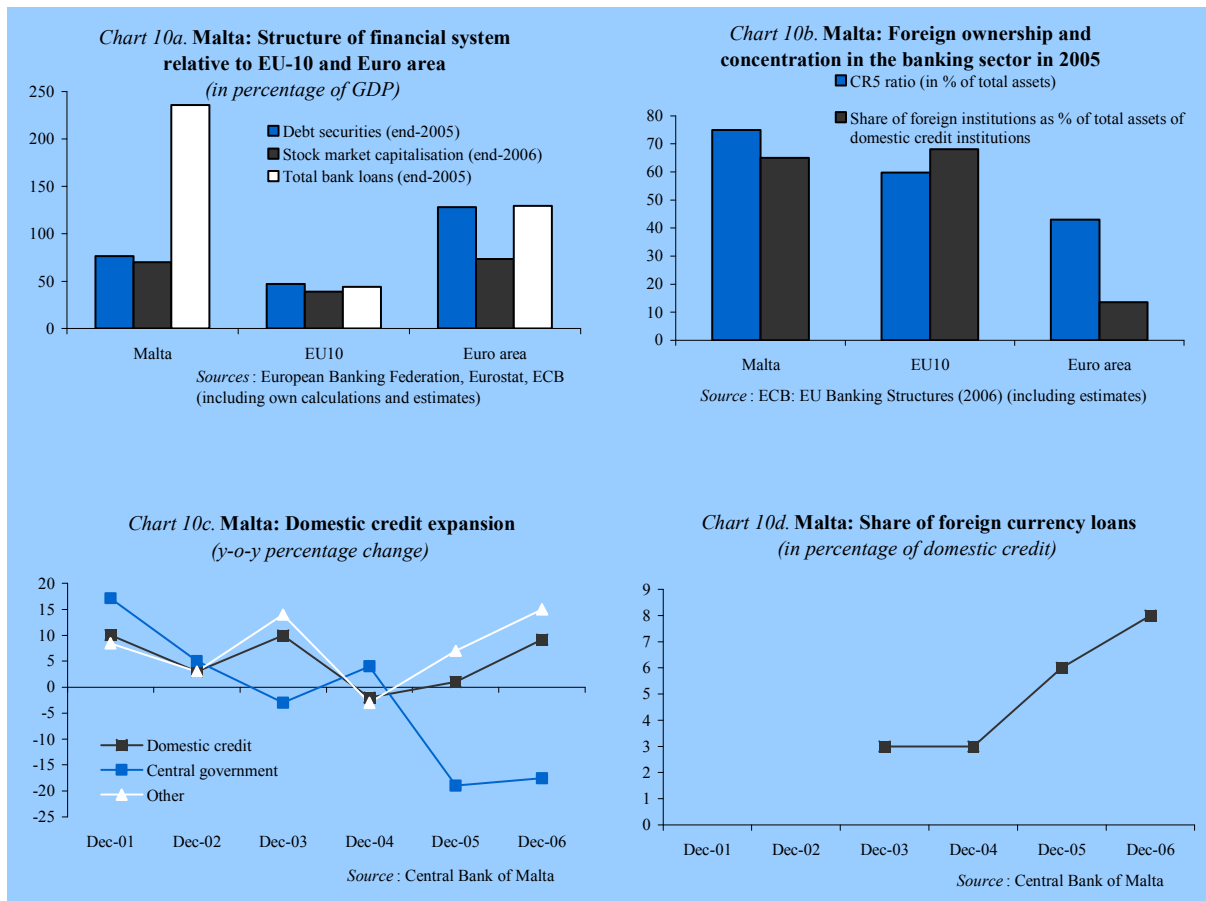 Chart 10a. Malta: Structure of financial system
relative to EU-10 and Euro area
(in percentage of GDP)
250
200
150
100
50
0
Debt securities (end-2005)
Stock market capitalisation (end-2006)
Total bank loans (end-2005)
Malta
EU10
Euro area
Sources : European Banking Federation, Eurostat, ECB
(including own calculations and estimates)
Chart 10b. Malta: Foreign ownership and
concentration in the banking sector in 2005
CR5 ratio (in % of total assets)
Share of foreign institutions as % of total assets of
domestic credit institutions
80
70
60
50
40
30
20
10
0
Malta
EU10
Euro area
Source : ECB: EU Banking Structures (2006) (including estimates)
Chart 10c. Malta: Domestic credit expansion
(y-o-y percentage change)
20
15
10
5
0
-5
-10
-15
-20
-25
Domestic credit
Central government
Other
Dec-01
Dec-02
Dec-03
Dec-04
Dec-05
Dec-06
Source : Central Bank of Malta
Chart 10d. Malta: Share of foreign currency loans
(in percentage of domestic credit)
9
8
7
6
5
4
3
2
1
0
Dec-01
Dec-02
Dec-03
Dec-04
Dec-05
Dec-06
Source : Central Bank of Malta